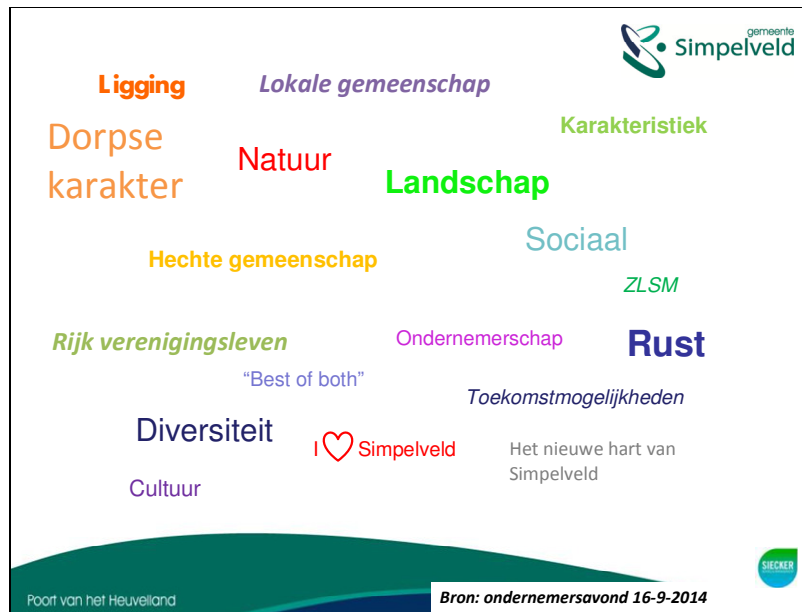 gemeente
Simpelveld
Ligging
Lokale gemeenschap
Karakteristiek
Dorpse
karakter
Natuur
Landschap
Sociaal
Hechte gemeenschap
ZLSM
Rijk verenigingsleven
Ondernemerschap
Rust
“Best of both”
Toekomstmogelijkheden
Diversiteit
I ♡ Simpelveld
Het nieuwe hart van
Simpelveld
Cultuur
SIECKER
Poort van het Heuvelland
Bron: ondernemersavond 16-9-2014